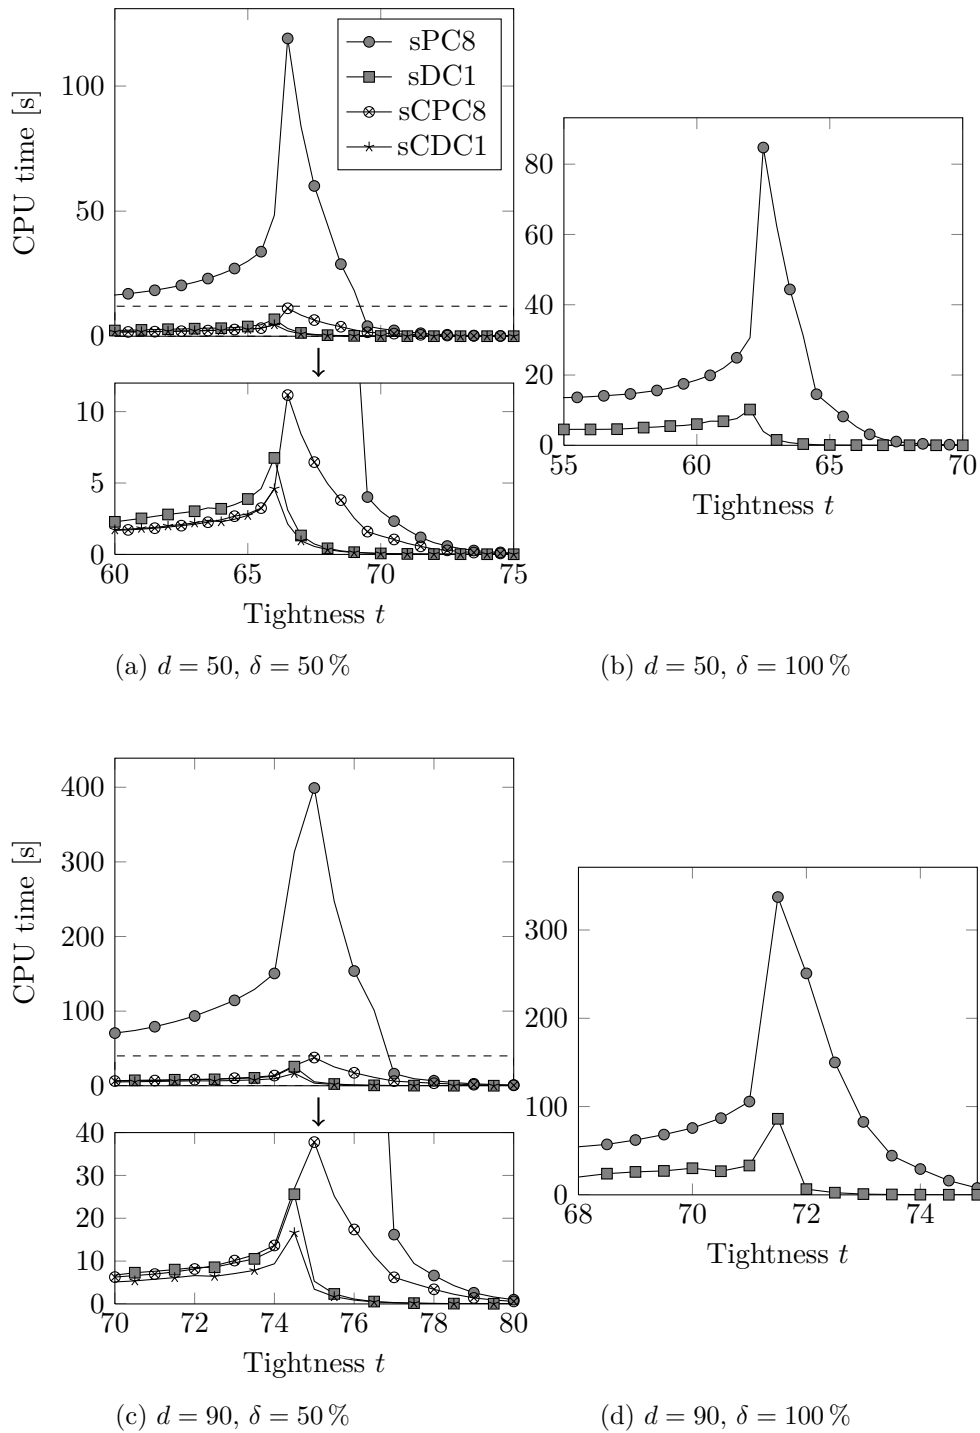 CPU time [s]
100
50
0
sPC8
sDC1
sCPC8
sCDC1
10
5
0
60 65 70 75
Tightness t
(a) d = 50, δ = 50 %
80
60
40
20
0
55 60 65 70
Tightness t
(b) d = 50, δ = 100 %
CPU time [s]
400
300
200
100
0
40
30
20
10
0
70 72 74 76 78 80
Tightness t
(c) d = 90, δ = 50 %
300
200
100
0
68 70 72 74
Tightness t
(d) d = 90, δ = 100 %